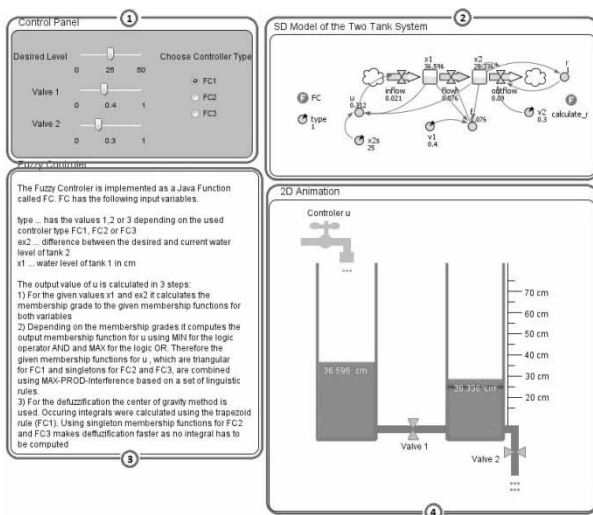 Control Panel
1
Desired Level
0 25 50
Valve 1
0 0.4 1
Valve 2
0 0.3 1
Choose Controller Type
FC1
FC2
FC3
SD Model of the Two Tank System
2
x1
36.596
x2
28.336
r
1
inflow
0.021
flow
0.076
outflow
0.09
F FC
type
1
u
0.312
x2s
25
v1
0.4
0.076
v2
0.3
F
calculate_r
Fuzzy Controler
The Fuzzy Controler is implemented as a Java Function
called FC. FC has the following input variables.
type ... has the values 1,2 or 3 depending on the used
controler type FC1, FC2 or FC3
ex2 ... difference between the desired and current water
level of tank 2
x1 ... water level of tank 1 in cm
The output value of u is calculated in 3 steps:
1) For the given values x1 and ex2 it calculates the
membership grade to the given membership functions for
both variables
2) Depending on the membership grades it computes the
output membership function for u using MIN for the logic
operator AND and MAX for the logic OR. Therefore the
given membership functions for u , which are triangular
for FC1 and singletons for FC2 and FC3, are combined
using MAX-PROD-Interference based on a set of linguistic
rules.
3) For the defuzzification the center of gravity method is
used. Occuring integrals were calculated using the trapezoid
rule (FC1). Using singleton membership functions for FC2
and FC3 makes deffuzification faster as no integral has to
be computed
3
2D Animation
Controler u
70 cm
60 cm
50 cm
40 cm
30 cm
20 cm
36.596 cm
28.336 cm
Valve 1
Valve 2
4